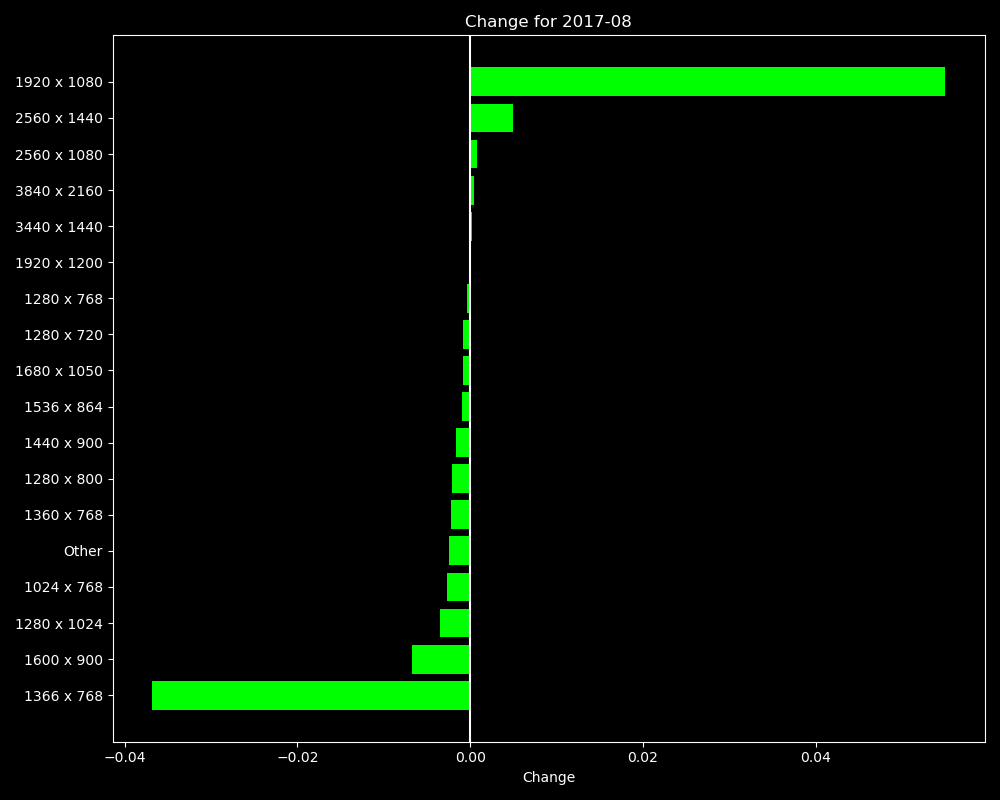 Change for 2017-08
1920 x 1080
2560 x 1440
2560 x 1080
3840 x 2160
3440 x 1440
1920 x 1200
1280 x 768
1280 x 720
1680 x 1050
1536 x 864
1440 x 900
1280 x 800
1360 x 768
Other
1024 x 768
1280 x 1024
1600 x 900
1366 x 768
−0.04 −0.02 0.00 0.02 0.04
Change